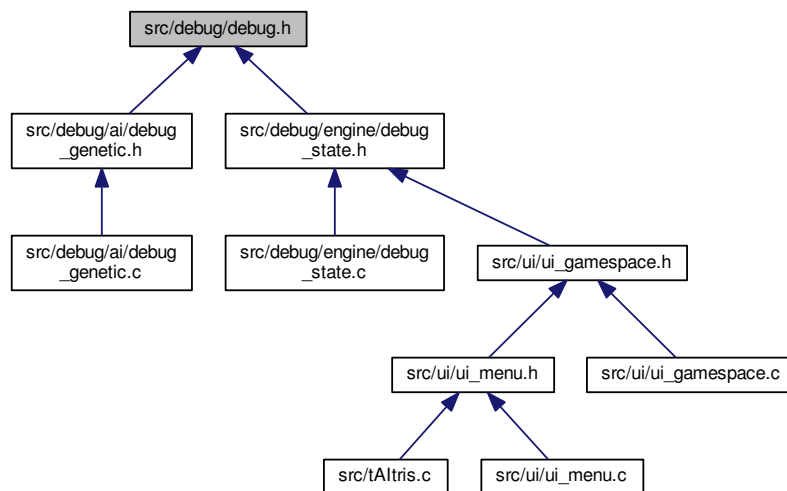 src/debug/debug.h
src/debug/ai/debug
_genetic.h
src/debug/engine/debug
_state.h
src/debug/ai/debug
_genetic.c
src/debug/engine/debug
_state.c
src/ui/ui_gamespace.h
src/ui/ui_menu.h
src/ui/ui_gamespace.c
src/tAItris.c
src/ui/ui_menu.c